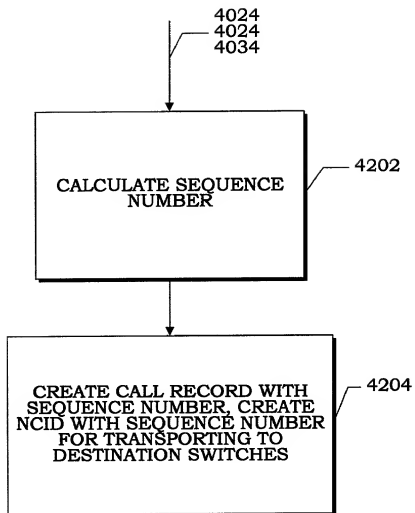 4024
4024
4034
CALCULATE SEQUENCE
NUMBER
4202
CREATE CALL RECORD WITH
SEQUENCE NUMBER, CREATE
NCID WITH SEQUENCE NUMBER
FOR TRANSPORTING TO
DESTINATION SWITCHES
4204